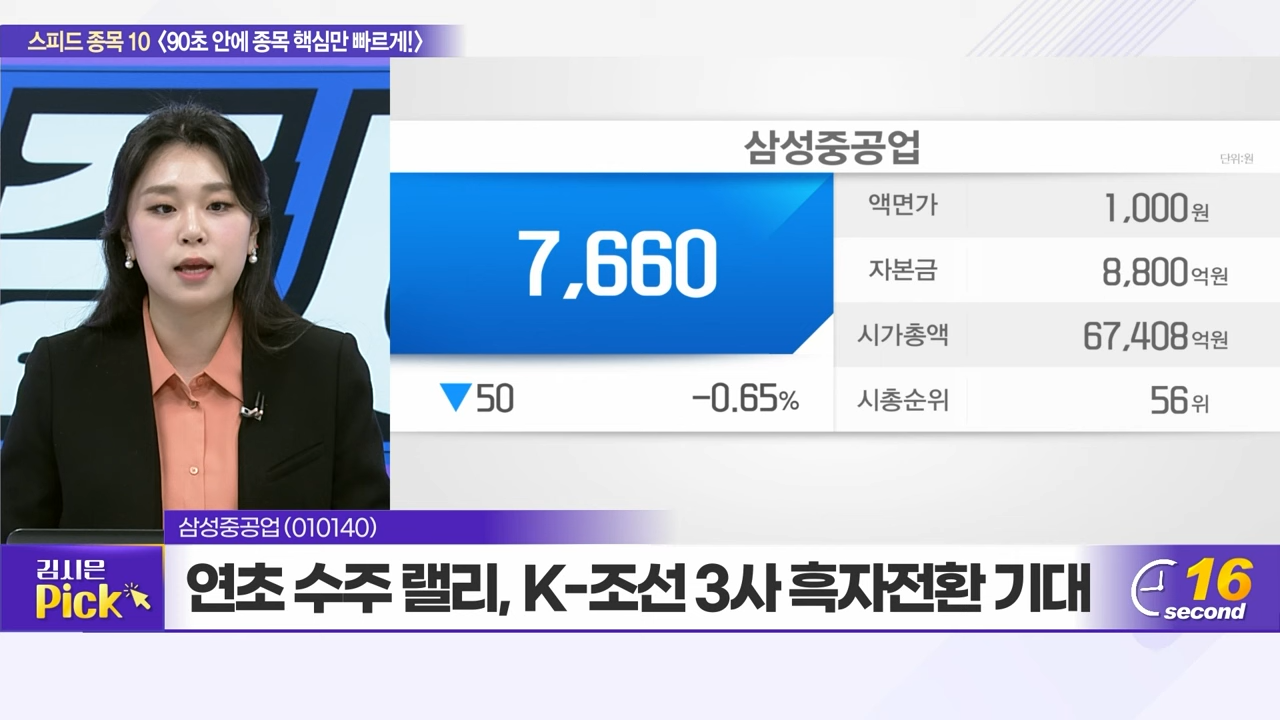 스피드 종목 10 〈90초 안에 종목 핵심만 빠르게!〉
삼성중공업
단위:원
7,660
▼50 -0.65%
액면가 1,000원
자본금 8,800억원
시가총액 67,408억원
시총순위 56위
삼성중공업(010140)
김시은
Pick
연초 수주 랠리, K-조선 3사 흑자전환 기대
16
second